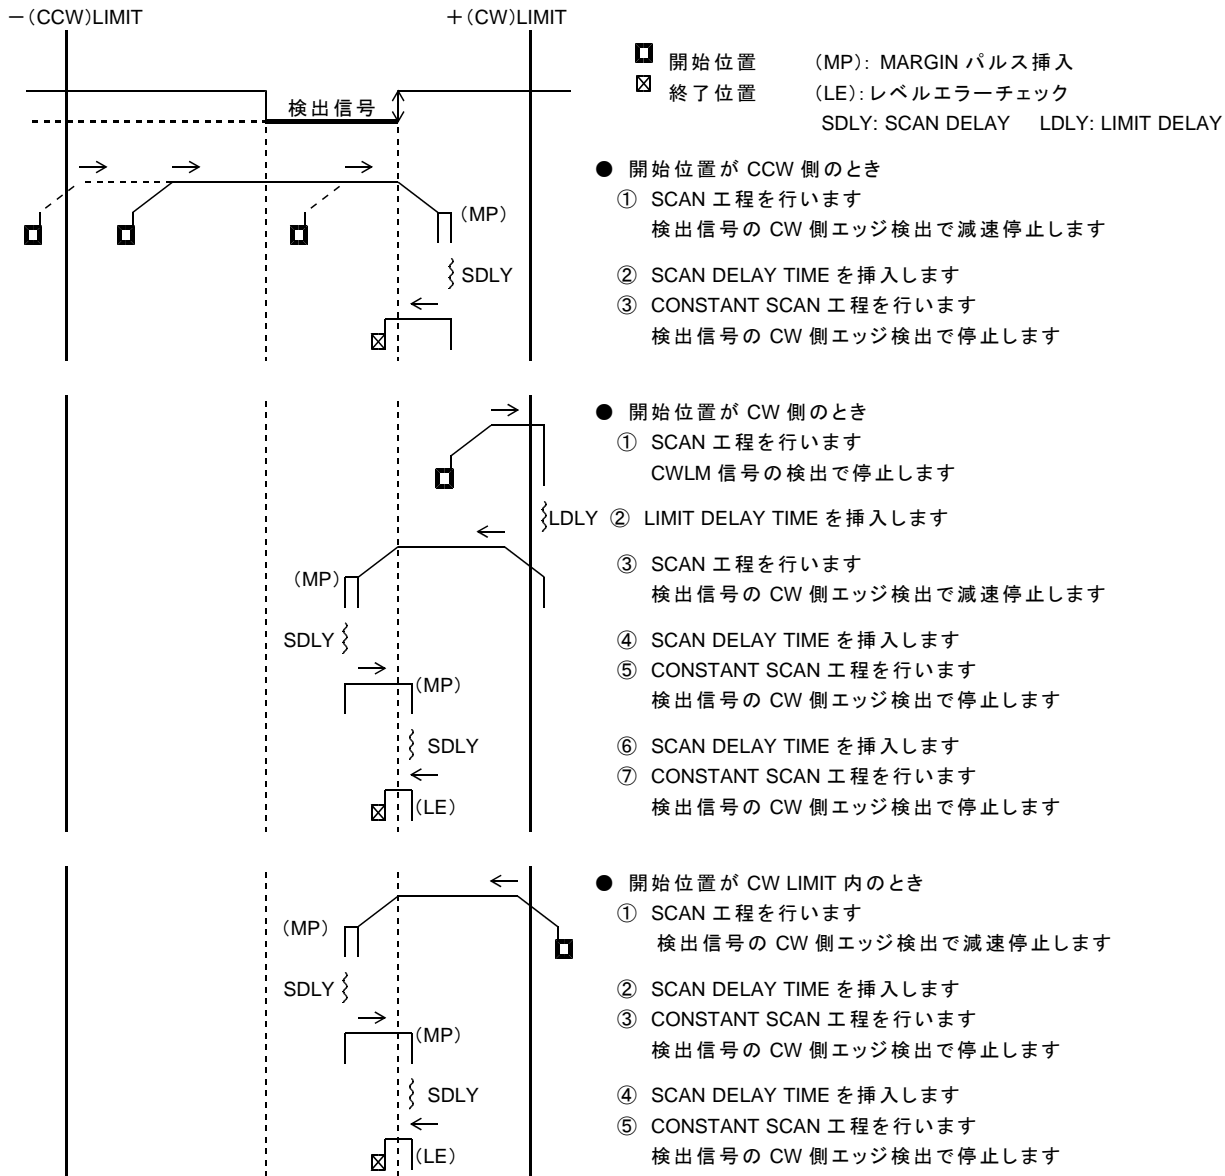 －(CCW)LIMIT
＋(CW)LIMIT
開始位置 (MP): MARGIN パルス挿入
終了位置 (LE):レベルエラーチェック
SDLY: SCAN DELAY LDLY: LIMIT DELAY
検出信号
(MP)
SDLY
● 開始位置が CCW 側のとき
① SCAN 工程を行います
検出信号の CW 側エッジ検出で減速停止します
② SCAN DELAY TIME を挿入します
③ CONSTANT SCAN 工程を行います
検出信号の CW 側エッジ検出で停止します
● 開始位置が CW 側のとき
① SCAN 工程を行います
CWLM 信号の検出で停止します
LDLY ② LIMIT DELAY TIME を挿入します
③ SCAN 工程を行います
(MP)
検出信号の CW 側エッジ検出で減速停止します
SDLY
④ SCAN DELAY TIME を挿入します
⑤ CONSTANT SCAN 工程を行います
(MP)
検出信号の CW 側エッジ検出で停止します
SDLY
⑥ SCAN DELAY TIME を挿入します
⑦ CONSTANT SCAN 工程を行います
(LE)
検出信号の CW 側エッジ検出で停止します
● 開始位置が CW LIMIT 内のとき
① SCAN 工程を行います
(MP)
検出信号の CW 側エッジ検出で減速停止します
SDLY
② SCAN DELAY TIME を挿入します
③ CONSTANT SCAN 工程を行います
(MP)
検出信号の CW 側エッジ検出で停止します
SDLY
④ SCAN DELAY TIME を挿入します
⑤ CONSTANT SCAN 工程を行います
(LE)
検出信号の CW 側エッジ検出で停止します